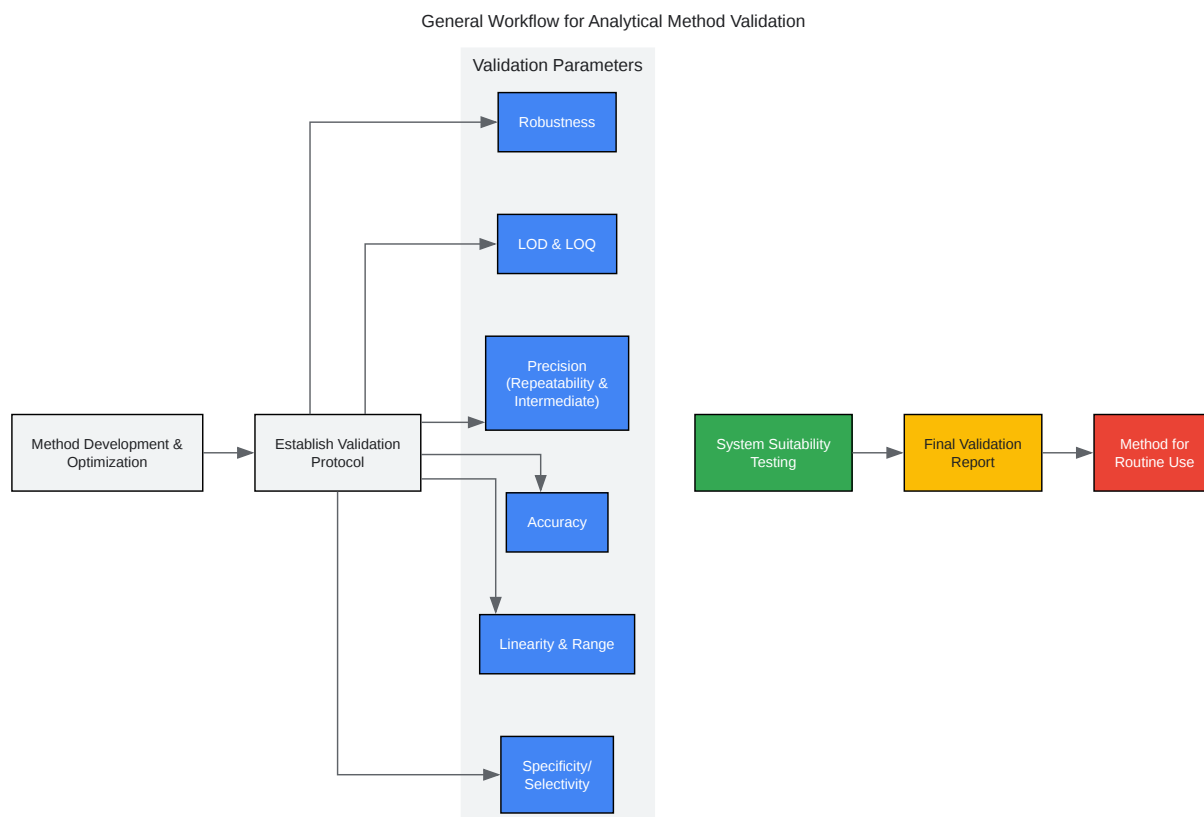 General Workflow for Analytical Method Validation
Validation Parameters
Robustness
LOD & LOQ
Precision
(Repeatability &
Intermediate)
Method Development &
Optimization
Establish Validation
Protocol
System Suitability
Testing
Final Validation
Report
Method for
Routine Use
Accuracy
Linearity & Range
Specificity/
Selectivity